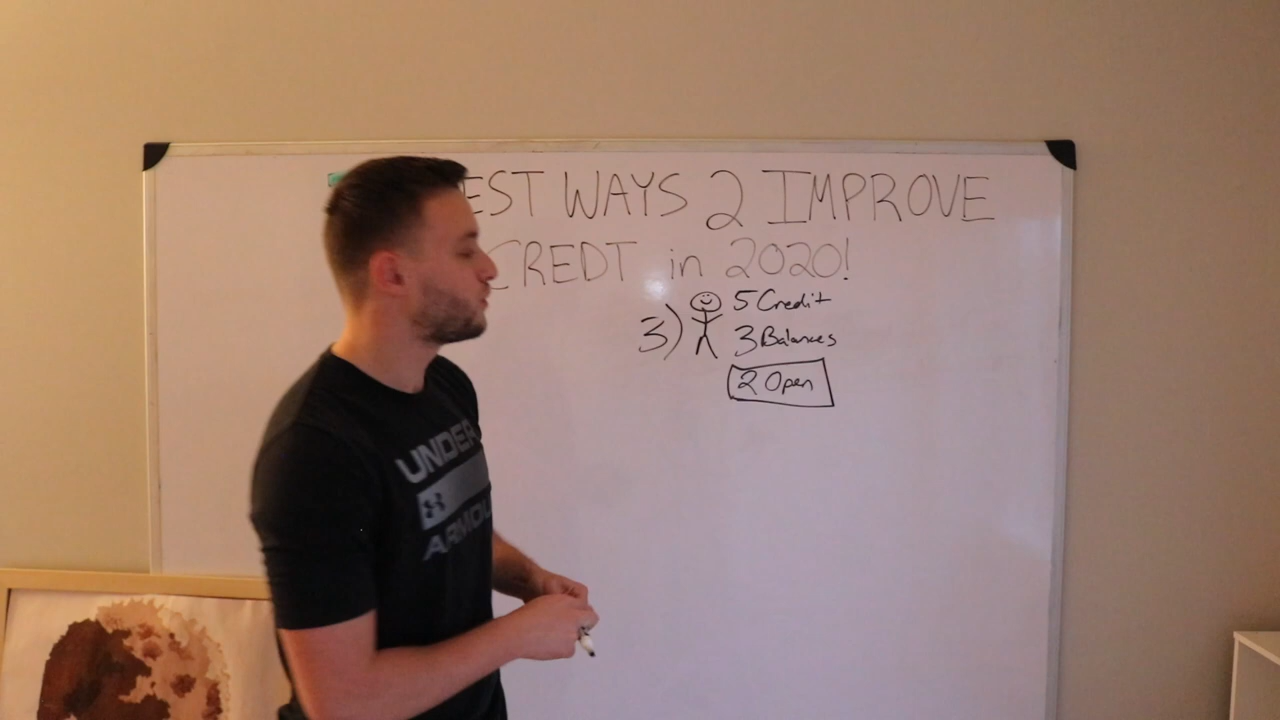 EST WAYS 2 IMPROVE
CREDT in 2020!
3) 5 Credit
3 Balances
2 Open
UNDER
ARMOU